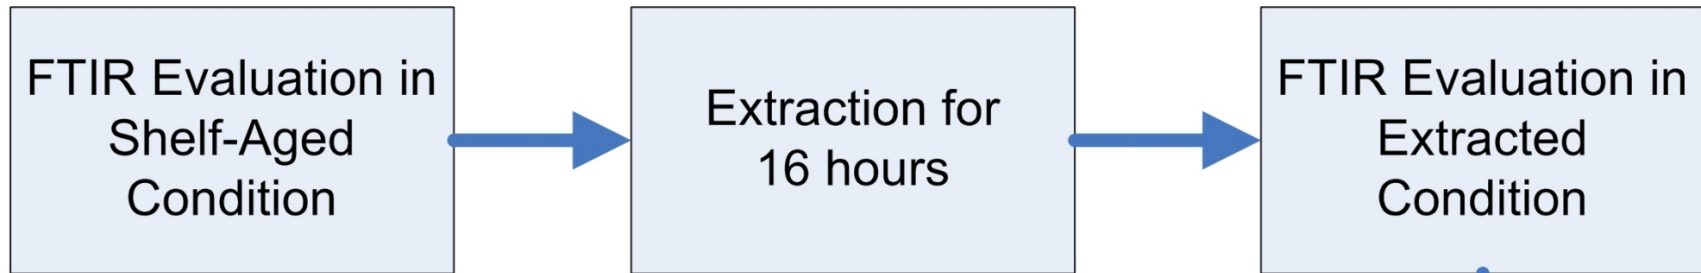 FTIR Evaluation in
Shelf-Aged
Condition
Extraction for
16 hours
FTIR Evaluation in
Extracted
Condition